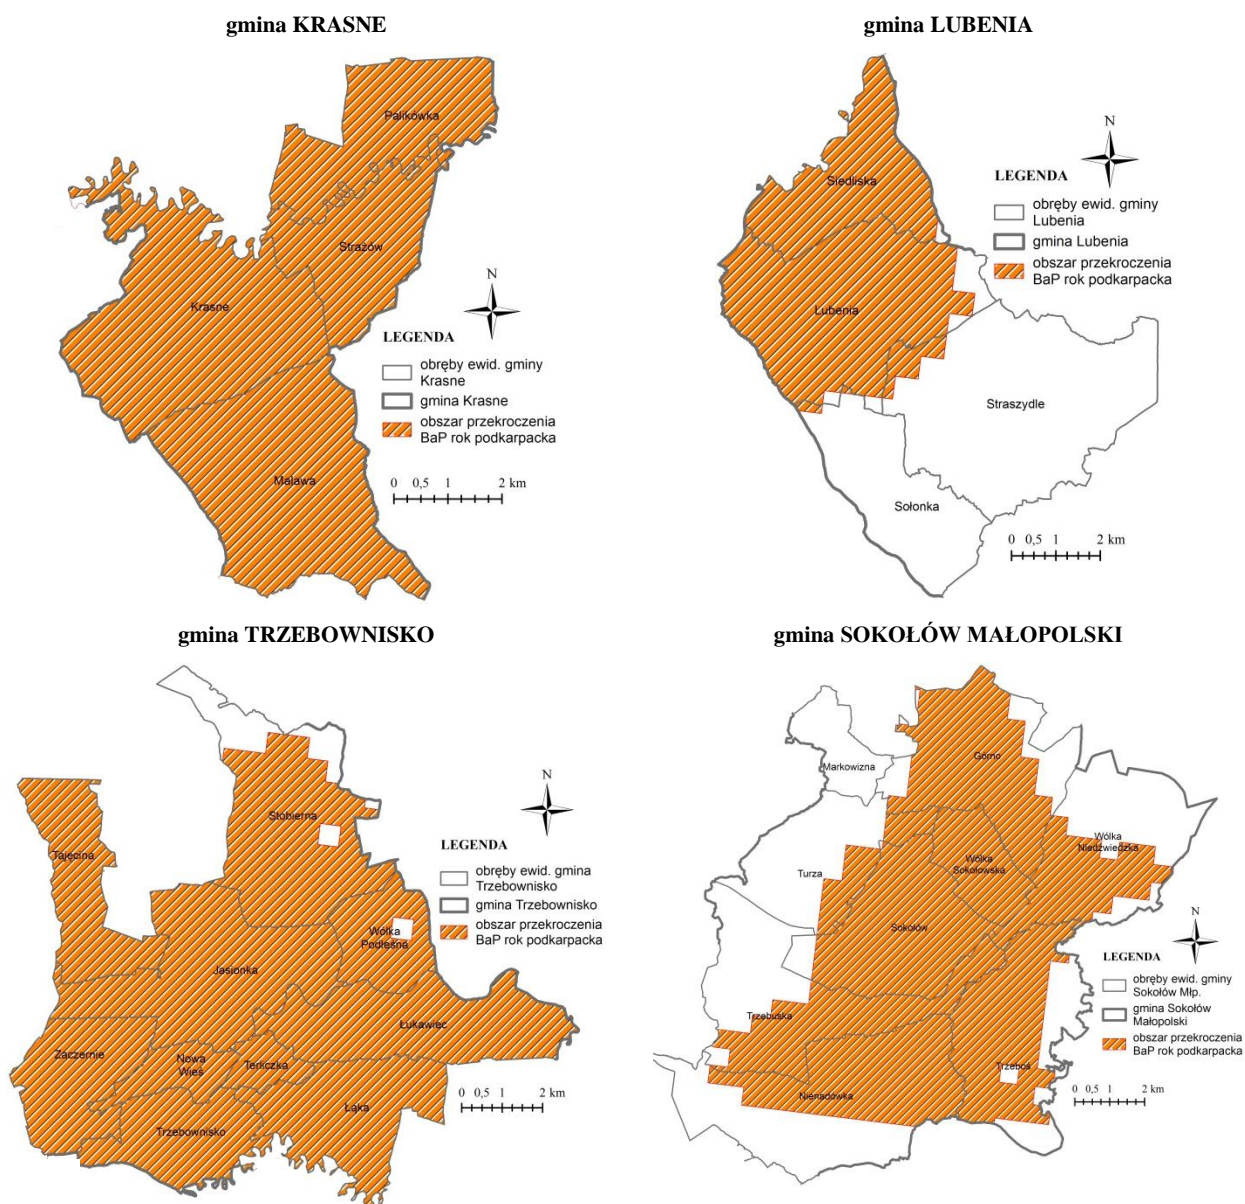 gmina KRASNE
Palikówka
Strażów
Krasne
Malawa
N
LEGENDA
obręby ewid. gminy
Krasne
gmina Krasne
obszar przekroczenia
BaP rok podkarpacka
0 0,5 1 2 km
gmina LUBENIA
Siedliska
Lubenia
Straszydle
Sołonka
N
LEGENDA
obręby ewid. gminy
Lubenia
gmina Lubenia
obszar przekroczenia
BaP rok podkarpacka
0 0,5 1 2 km
gmina TRZEBOWNISKO
Stobierna
Tajęcina
Wólka
Podleśna
Jasionka
Łukawiec
Zaczernie
Nowa
Wieś
Terliczka
Łąka
Trzebownisko
N
LEGENDA
obręby ewid. gmina
Trzebownisko
gmina Trzebownisko
obszar przekroczenia
BaP rok podkarpacka
0 0,5 1 2 km
gmina SOKOŁÓW MAŁOPOLSKI
Górno
Markowizna
Wólka
Niedźwiedzka
Wólka
Sokołowska
Turza
Sokołów
Trzebuska
Trzeboś
Nienadówka
N
LEGENDA
obręby ewid. gminy
Sokołów Młp.
gmina Sokołów
Małopolski
obszar przekroczenia
BaP rok podkarpacka
0 0,5 1 2 km